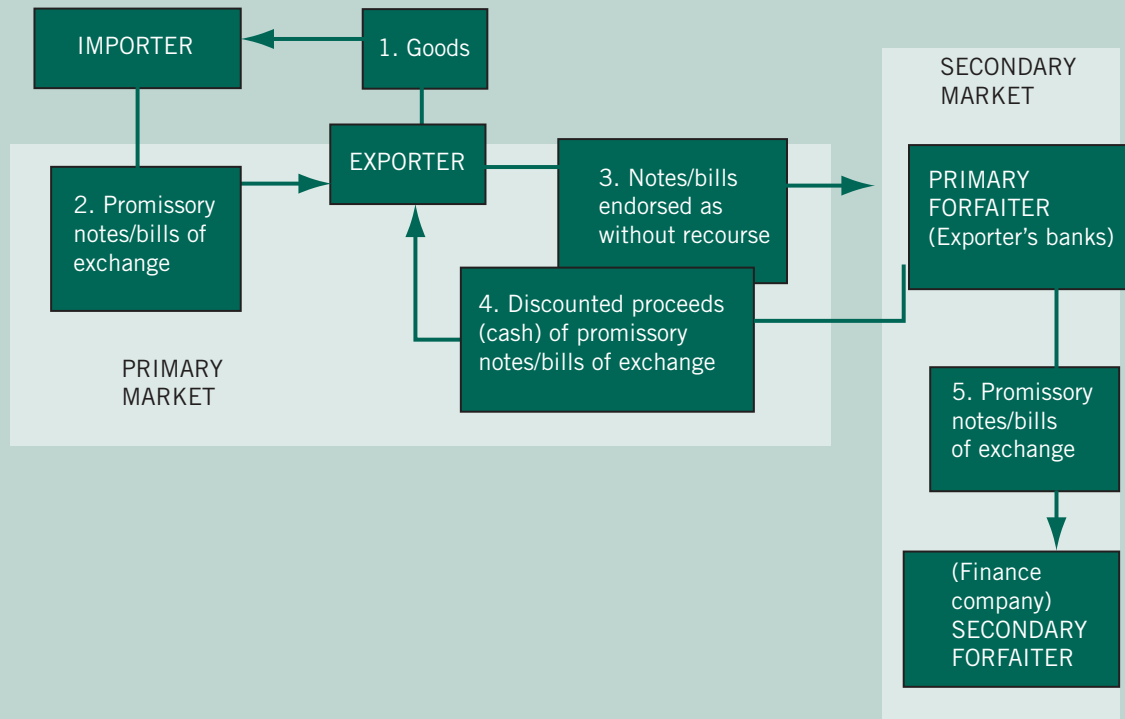 IMPORTER
1. Goods
SECONDARY
MARKET
EXPORTER
2. Promissory
notes/bills of
exchange
3. Notes/bills
endorsed as
without recourse
PRIMARY
FORFAITER
(Exporter’s banks)
4. Discounted proceeds
(cash) of promissory
notes/bills of exchange
PRIMARY
MARKET
5. Promissory
notes/bills
of exchange
(Finance
company)
SECONDARY
FORFAITER